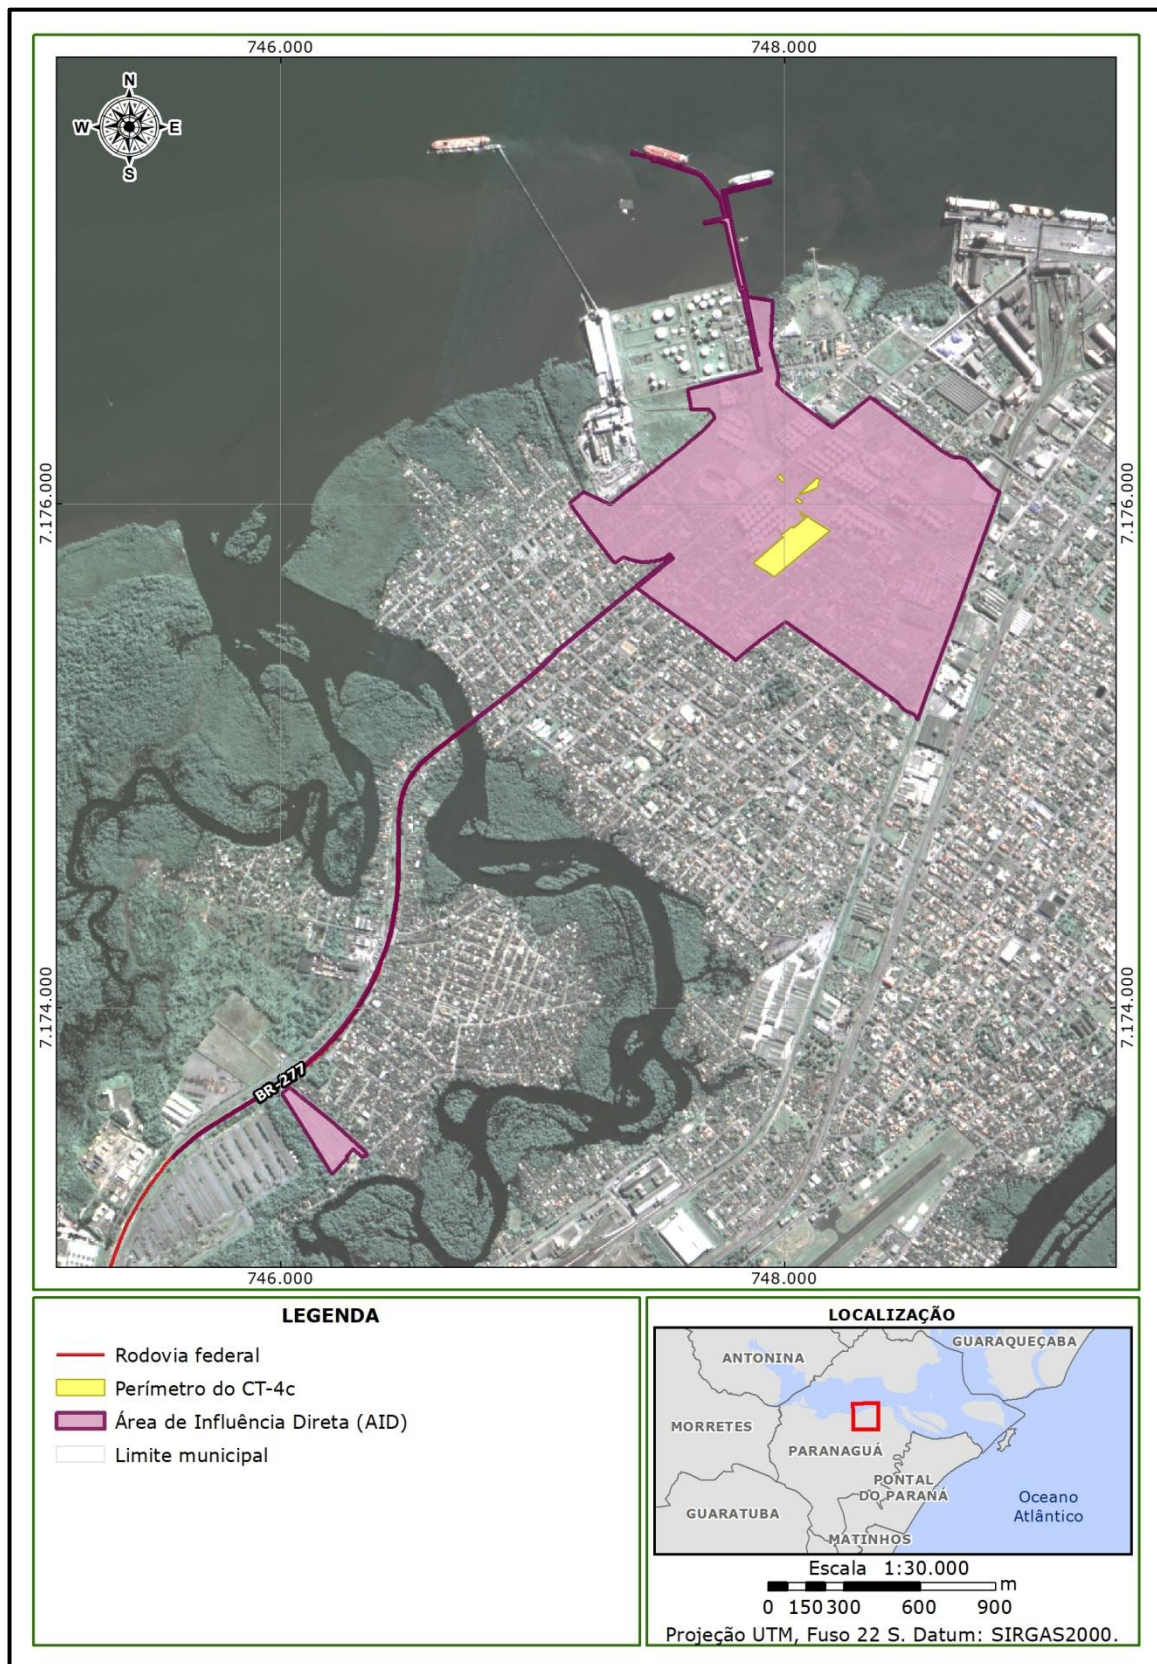 746.000
748.000
N
W
E
S
7.176.000
7.176.000
7.174.000
7.174.000
BR-277
746.000
748.000
LEGENDA
Rodovia federal
Perímetro do CT-4c
Área de Influência Direta (AID)
Limite municipal
LOCALIZAÇÃO
GUARAQUEÇABA
ANTONINA
MORRETES
PARANAGUÁ
PONTAL
DO PARANÁ
GUARATUBA
MATINHOS
Oceano
Atlântico
Escala 1:30.000
m
0 150 300 600 900
Projeção UTM, Fuso 22 S. Datum: SIRGAS2000.